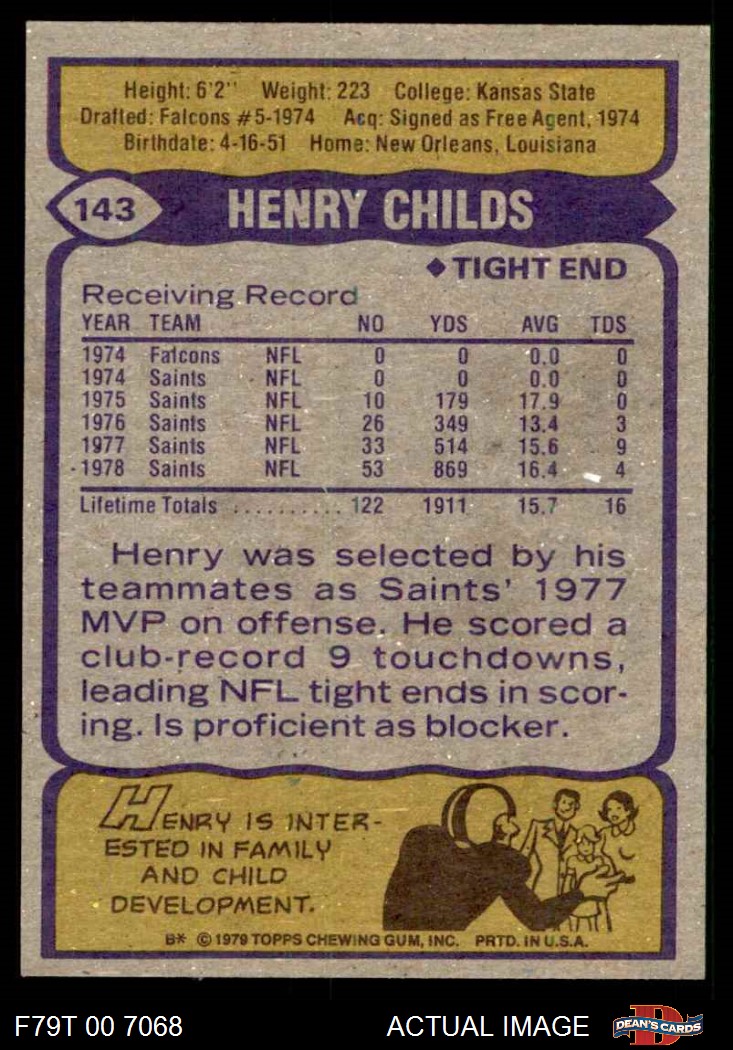 Height: 6'2" Weight: 223 College: Kansas State
Drafted: Falcons #5-1974 Acq: Signed as Free Agent, 1974
Birthdate: 4-16-51 Home: New Orleans, Louisiana
143 HENRY CHILDS
◆TIGHT END
Receiving Record
YEAR TEAM NO YDS AVG TDS
1974 Falcons NFL 0 0 0.0 0
1974 Saints NFL 0 0 0.0 0
1975 Saints NFL 10 179 17.9 0
1976 Saints NFL 26 349 13.4 3
1977 Saints NFL 33 514 15.6 9
1978 Saints NFL 53 869 16.4 4
Lifetime Totals .......... 122 1911 15.7 16
Henry was selected by his
teammates as Saints' 1977
MVP on offense. He scored a
club-record 9 touchdowns,
leading NFL tight ends in scor-
ing. Is proficient as blocker.
HENRY IS INTER-
ESTED IN FAMILY
AND CHILD
DEVELOPMENT.
B* © 1979 TOPPS CHEWING GUM, INC. PRTD. IN U.S.A.
F79T 00 7068 ACTUAL IMAGE D DEAN'S CARDS